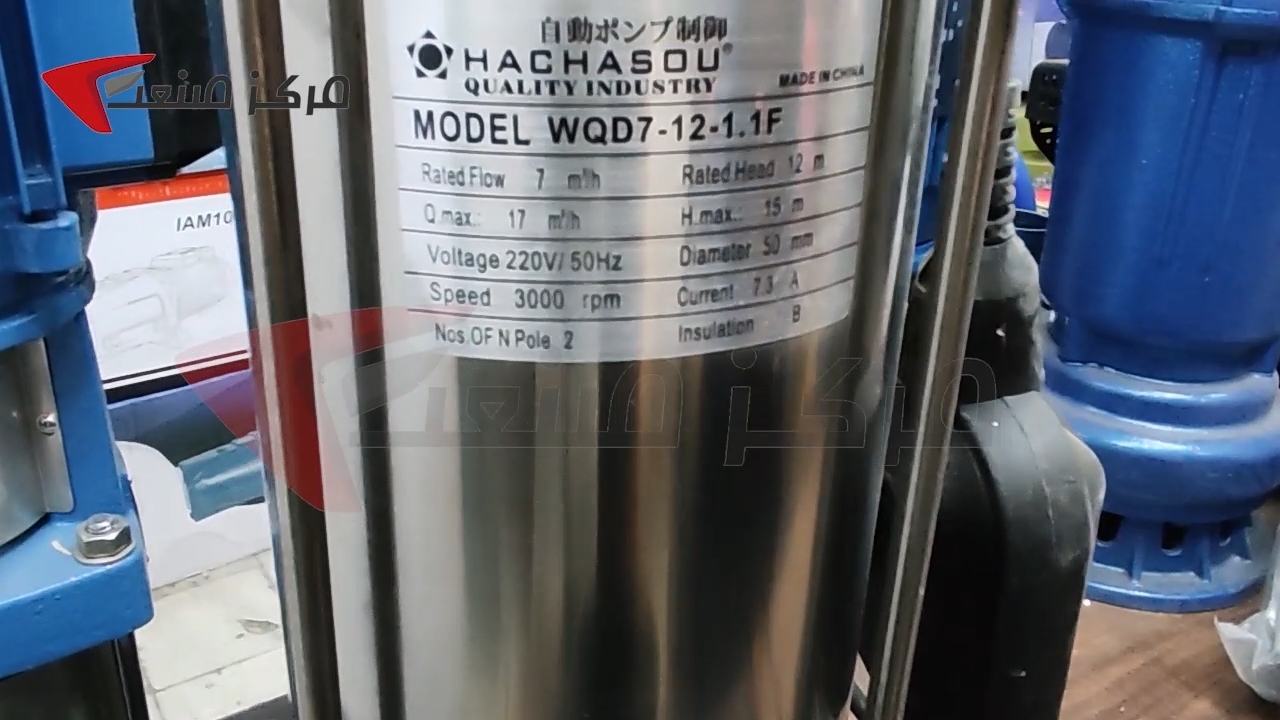 自動ポンプ制御
HACHASOU®
QUALITY INDUSTRY
MADE IN CHINA
MODEL WQD7-12-1.1F
Rated Flow 7 m³/h Rated Head 12 m
Q max.: 17 m³/h H.max.: 15 m
Voltage 220V/ 50Hz Diameter 50 mm
Speed 3000 rpm Current 7.3 A
Nos.OF N Pole 2 Insulation B
مرکز صنعت
IAM10
مرکز صنعت